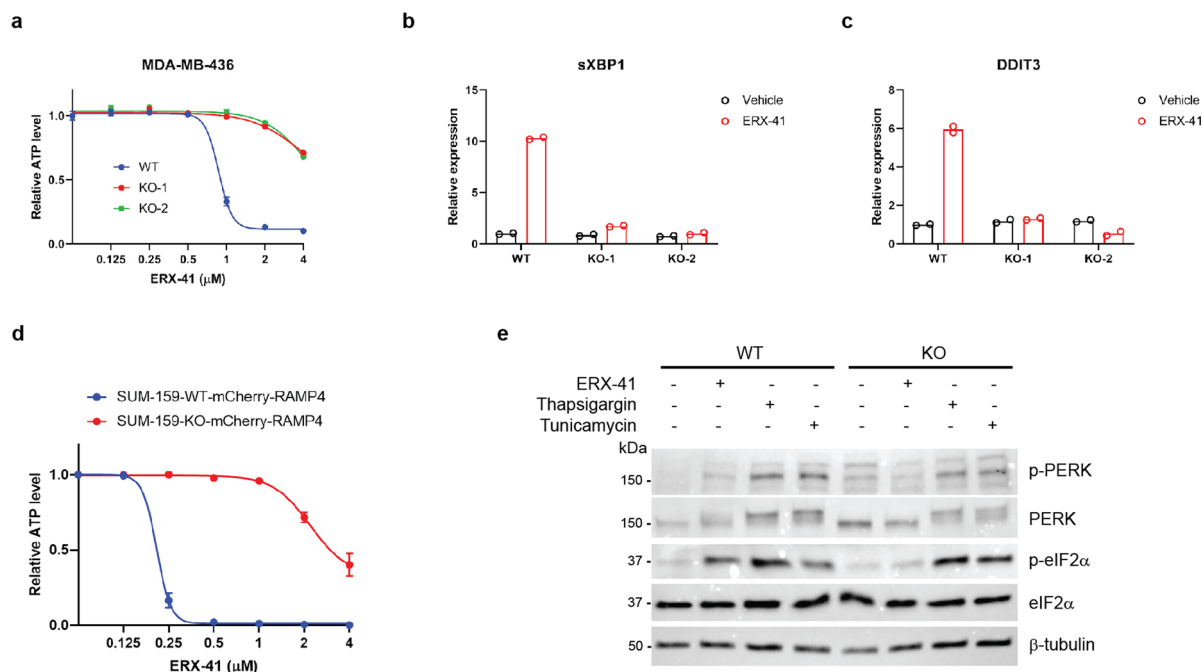 a
MDA-MB-436
Relative ATP level
1.0
0.5
0.0
WT
KO-1
KO-2
0.125 0.25 0.5 1 2 4
ERX-41 (μM)
b
sXBP1
Relative expression
15
10
5
0
Vehicle
ERX-41
WT KO-1 KO-2
c
DDIT3
Relative expression
8
6
4
2
0
Vehicle
ERX-41
WT KO-1 KO-2
d
SUM-159-WT-mCherry-RAMP4
SUM-159-KO-mCherry-RAMP4
Relative ATP level
1.0
0.5
0.0
0.125 0.25 0.5 1 2 4
ERX-41 (μM)
e
WT KO
ERX-41 - + - - - + - -
Thapsigargin - - + - - - + -
Tunicamycin - - - + - - - +
kDa
150 p-PERK
150 PERK
37 p-eIF2α
37 eIF2α
50 β-tubulin